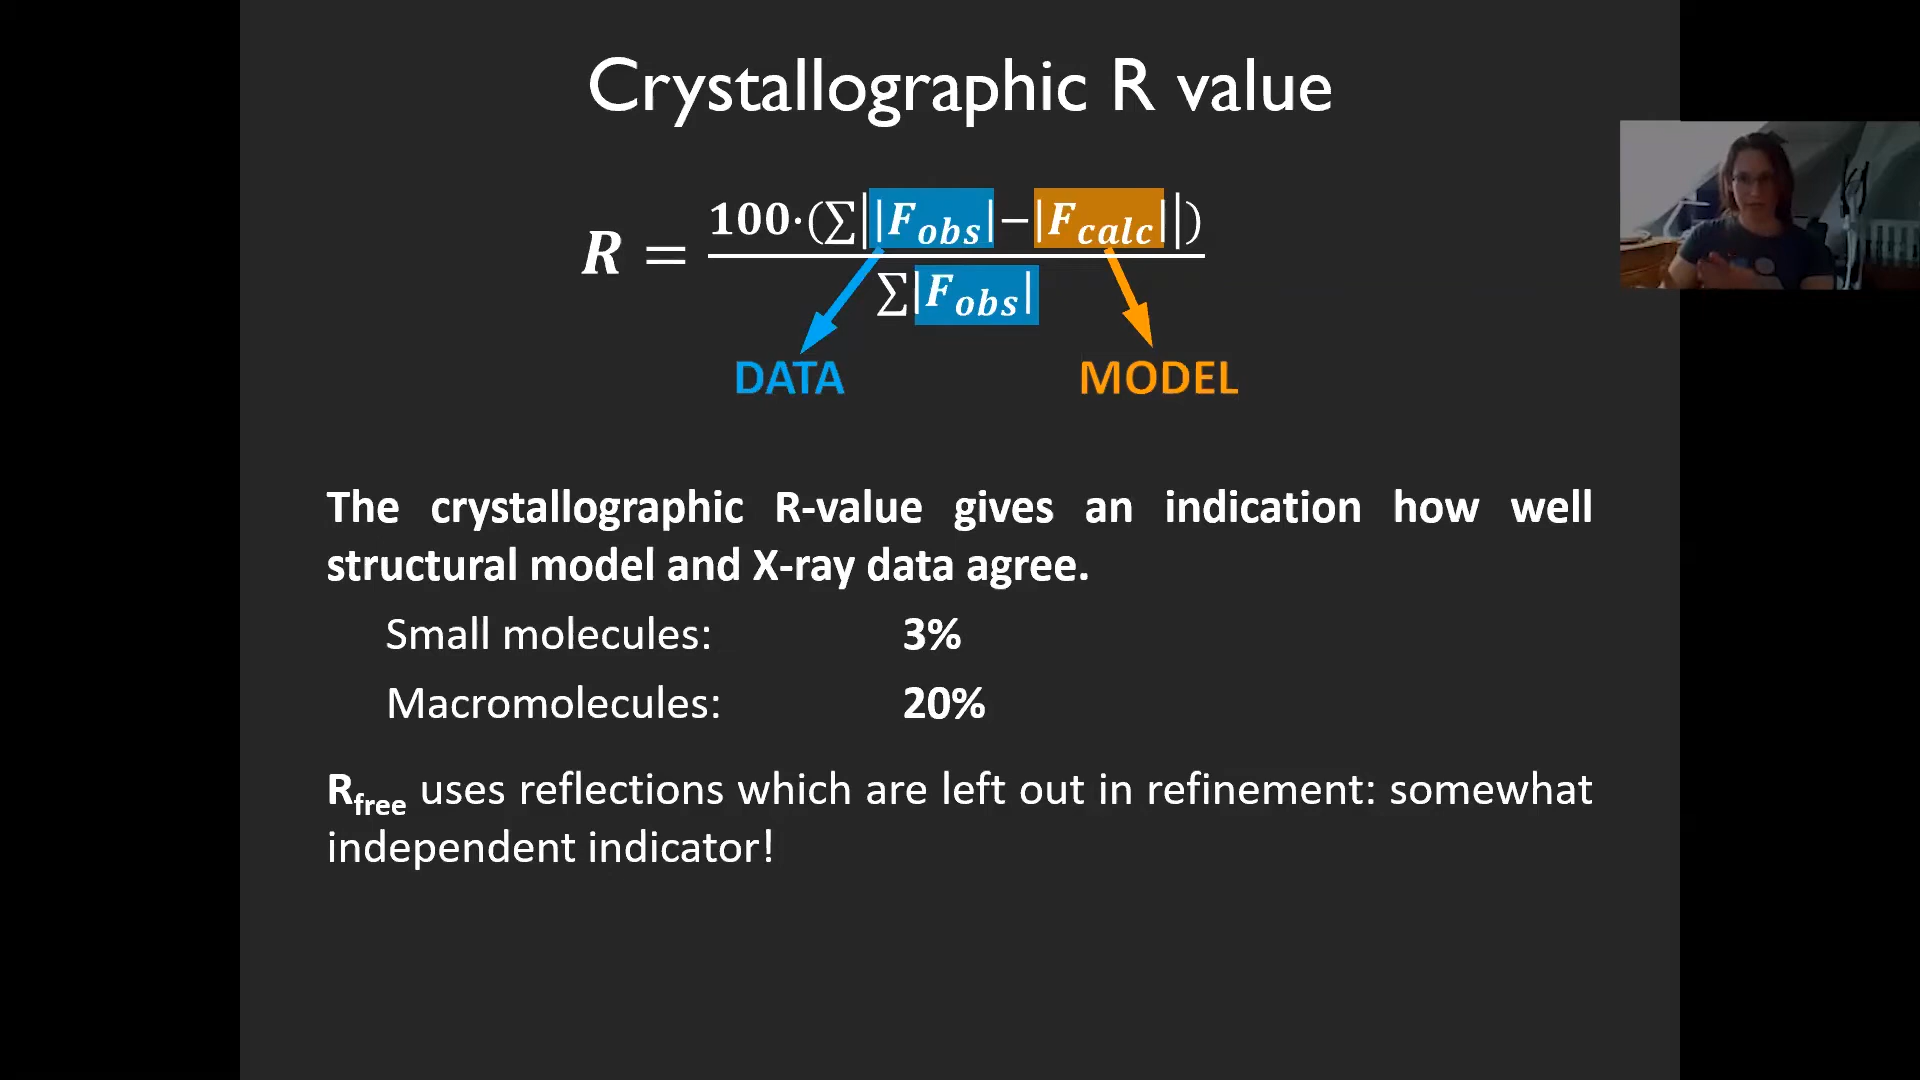 Crystallographic R value
R = 100·(∑||F_obs|−|F_calc||) / ∑|F_obs|
DATA MODEL
The crystallographic R-value gives an indication how well
structural model and X-ray data agree.
Small molecules: 3%
Macromolecules: 20%
R_free uses reflections which are left out in refinement: somewhat
independent indicator!